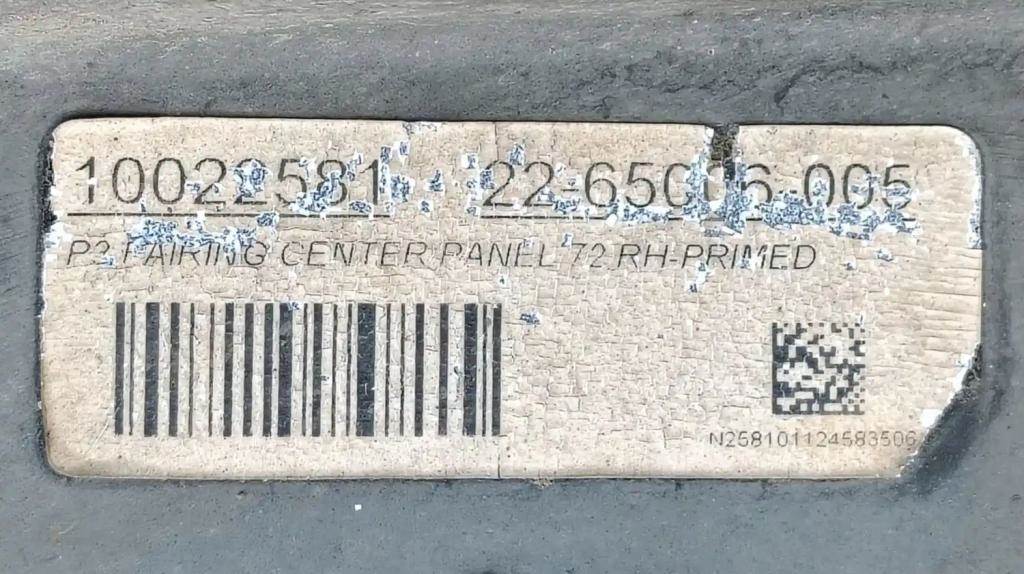 10022581 22-65006-005
P3 FAIRING CENTER PANEL 72 RH-PRIMED
N258101124583506